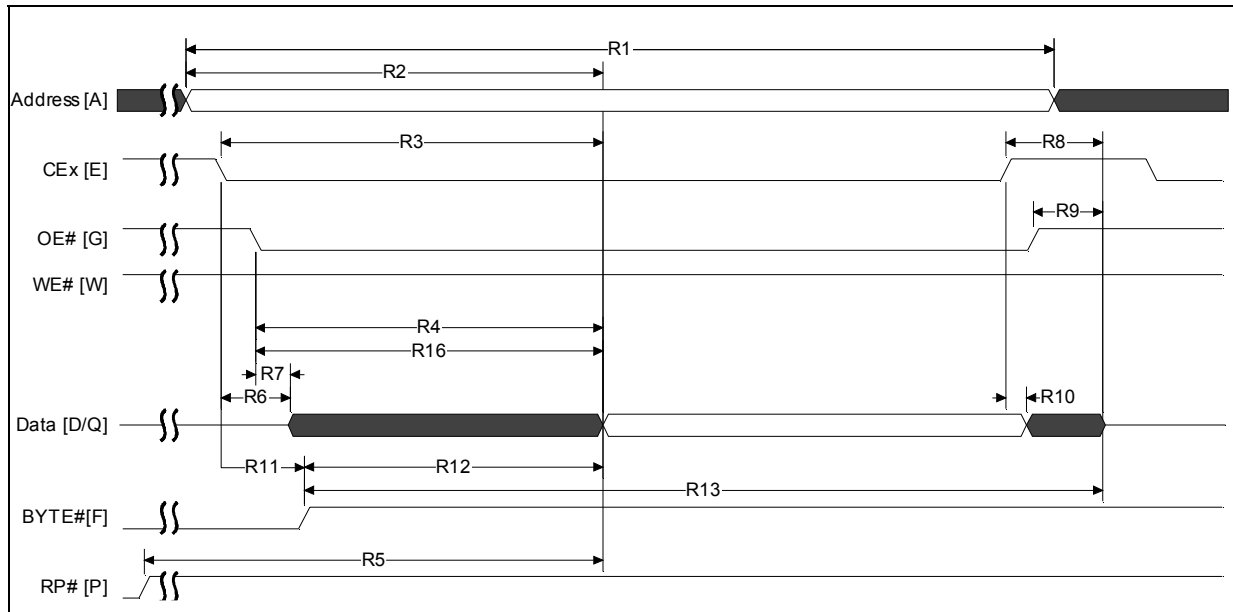 R1
R2
Address [A]
R3
R8
CEx [E]
R9
OE# [G]
WE# [W]
R4
R16
R7
R6
R10
Data [D/Q]
R11
R12
R13
BYTE#[F]
R5
RP# [P]